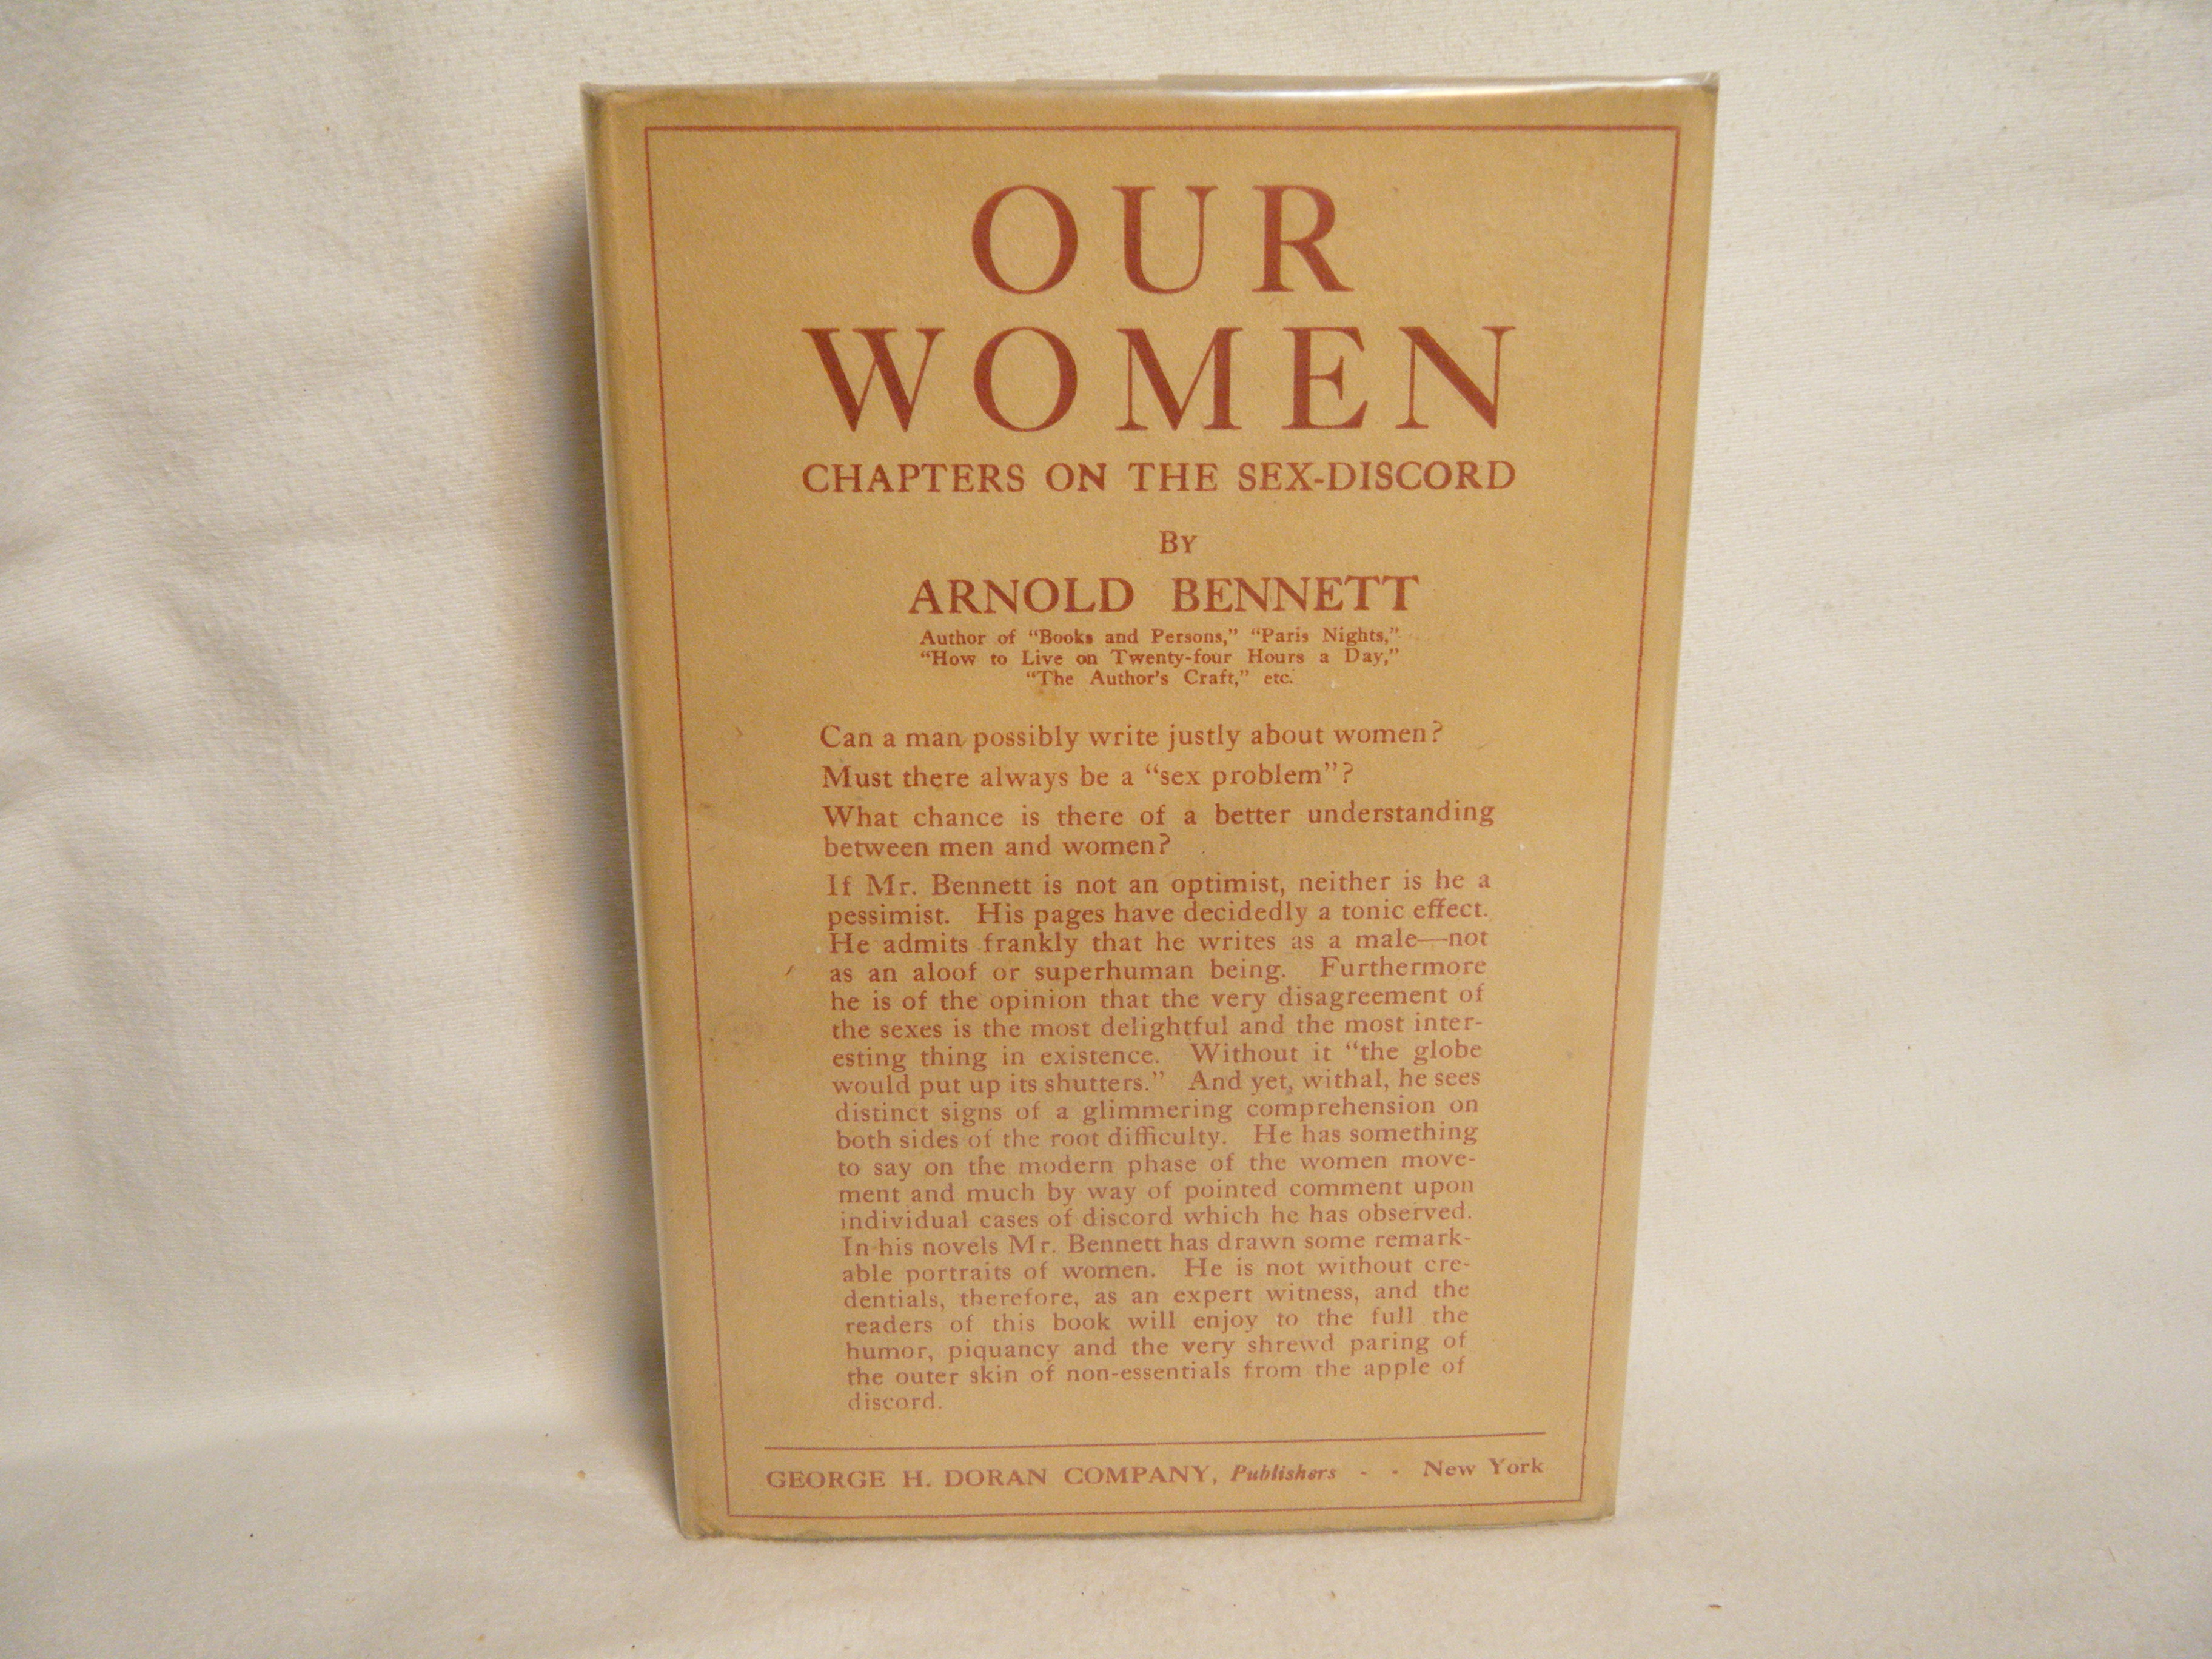 OUR
WOMEN
CHAPTERS ON THE SEX-DISCORD
BY
ARNOLD BENNETT
Author of "Books and Persons," "Paris Nights,"
"How to Live on Twenty-four Hours a Day,"
"The Author's Craft," etc.
Can a man possibly write justly about women?
Must there always be a "sex problem"?
What chance is there of a better understanding
between men and women?
If Mr. Bennett is not an optimist, neither is he a
pessimist. His pages have decidedly a tonic effect.
He admits frankly that he writes as a male—not
as an aloof or superhuman being. Furthermore
he is of the opinion that the very disagreement of
the sexes is the most delightful and the most inter-
esting thing in existence. Without it "the globe
would put up its shutters." And yet, withal, he sees
distinct signs of a glimmering comprehension on
both sides of the root difficulty. He has something
to say on the modern phase of the women move-
ment and much by way of pointed comment upon
individual cases of discord which he has observed.
In his novels Mr. Bennett has drawn some remark-
able portraits of women. He is not without cre-
dentials, therefore, as an expert witness, and the
readers of this book will enjoy to the full the
humor, piquancy and the very shrewd paring of
the outer skin of non-essentials from the apple of
discord.
GEORGE H. DORAN COMPANY, Publishers - - New York